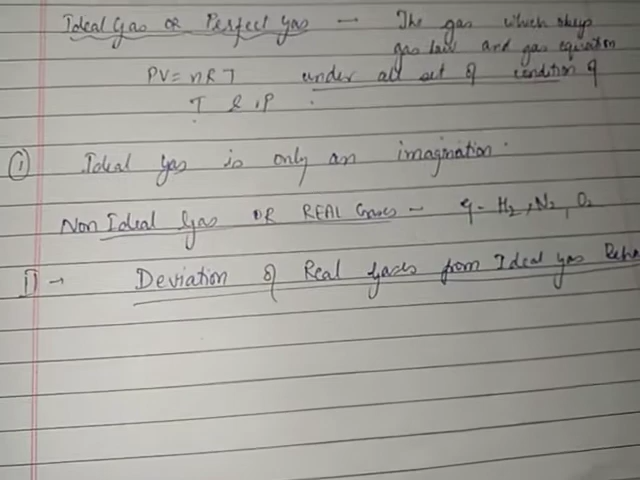 Ideal Gas OR Perfect Gas — The gas which obeys
gas law and gas equation
PV = nRT under all set of condition of
T & P.
① Ideal gas is only an imagination.
Non Ideal Gas OR REAL Gases – eg - H₂, N₂, O₂
I) → Deviation of Real gases from Ideal gas Beha